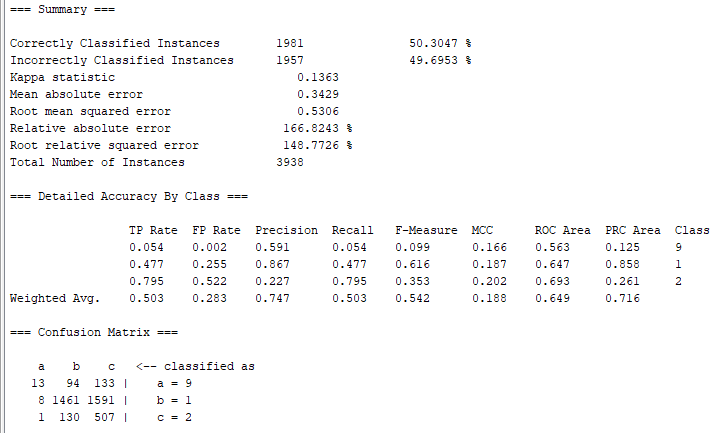 === Summary ===
Correctly Classified Instances 1981 50.3047 %
Incorrectly Classified Instances 1957 49.6953 %
Kappa statistic 0.1363
Mean absolute error 0.3429
Root mean squared error 0.5306
Relative absolute error 166.8243 %
Root relative squared error 148.7726 %
Total Number of Instances 3938
=== Detailed Accuracy By Class ===
TP Rate FP Rate Precision Recall F-Measure MCC ROC Area PRC Area Class
0.054 0.002 0.591 0.054 0.099 0.166 0.563 0.125 9
0.477 0.255 0.867 0.477 0.616 0.187 0.647 0.858 1
0.795 0.522 0.227 0.795 0.353 0.202 0.693 0.261 2
Weighted Avg. 0.503 0.283 0.747 0.503 0.542 0.188 0.649 0.716
=== Confusion Matrix ===
a b c <-- classified as
13 94 133 | a = 9
8 1461 1591 | b = 1
1 130 507 | c = 2